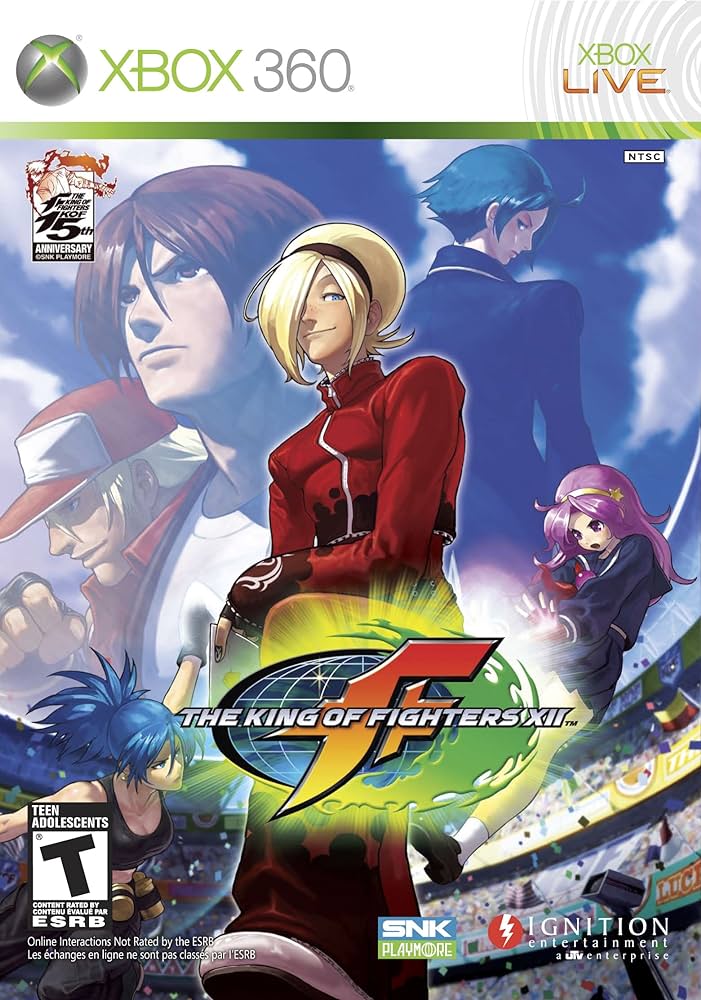 XBOX 360
XBOX
LIVE
NTSC
THE
KING OF
FIGHTERS
KOF
15th
ANNIVERSARY
©SNK PLAYMORE
THE KING OF FIGHTERS XII™
TEEN
ADOLESCENTS
T
CONTENT RATED BY
CONTENU ÉVALUÉ PAR
ESRB
Online Interactions Not Rated by the ESRB
Les échanges en ligne ne sont pas classés par l'ESRB
SNK
PLAYMORE
IGNITION
entertainment
a utv enterprise